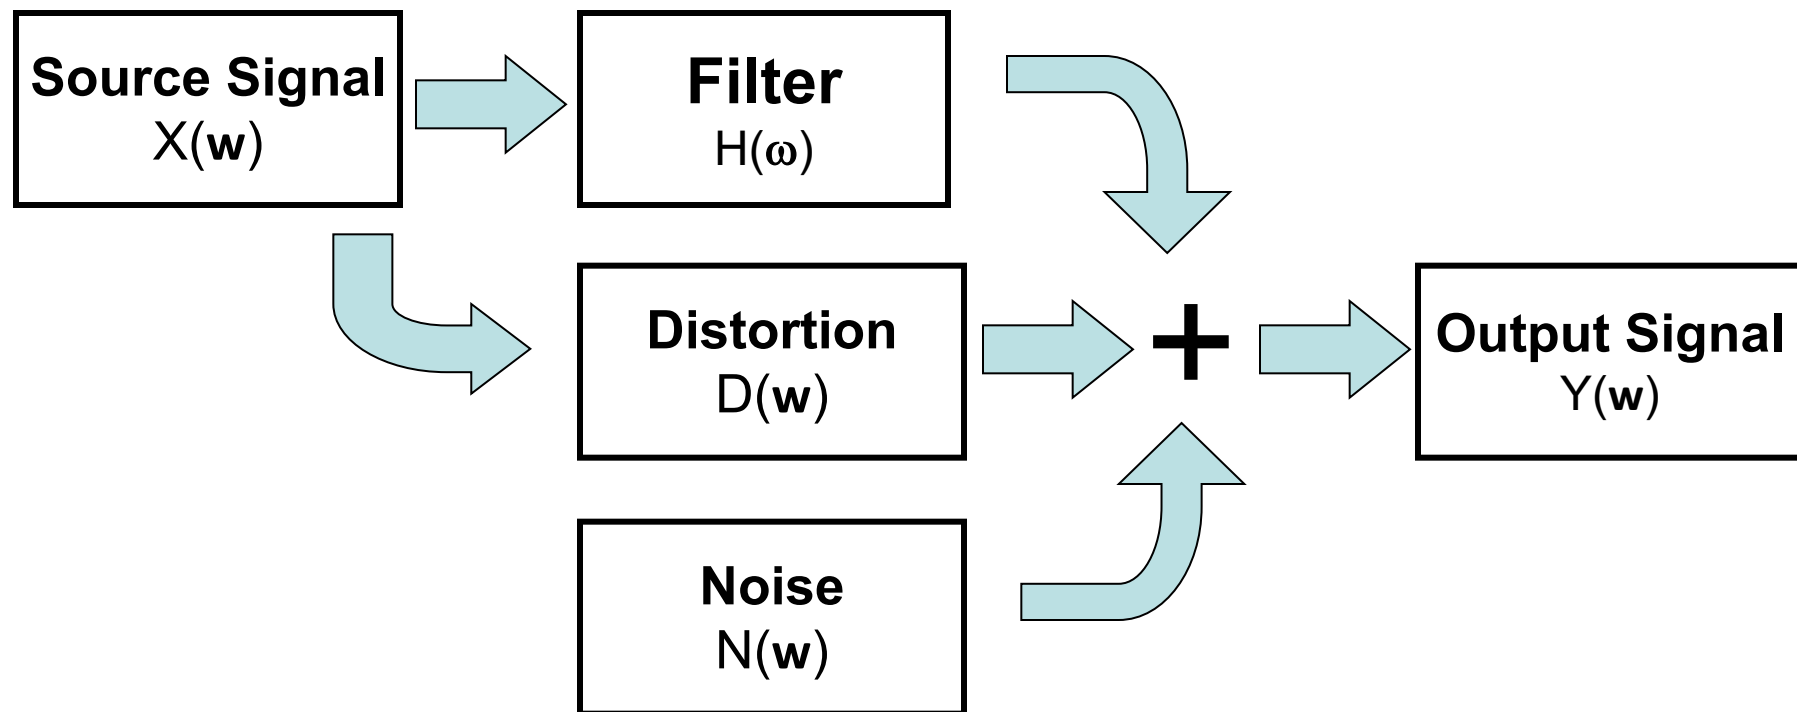 Source Signal
X(w)
Filter
H(ω)
Distortion
D(w)
+
Output Signal
Y(w)
Noise
N(w)